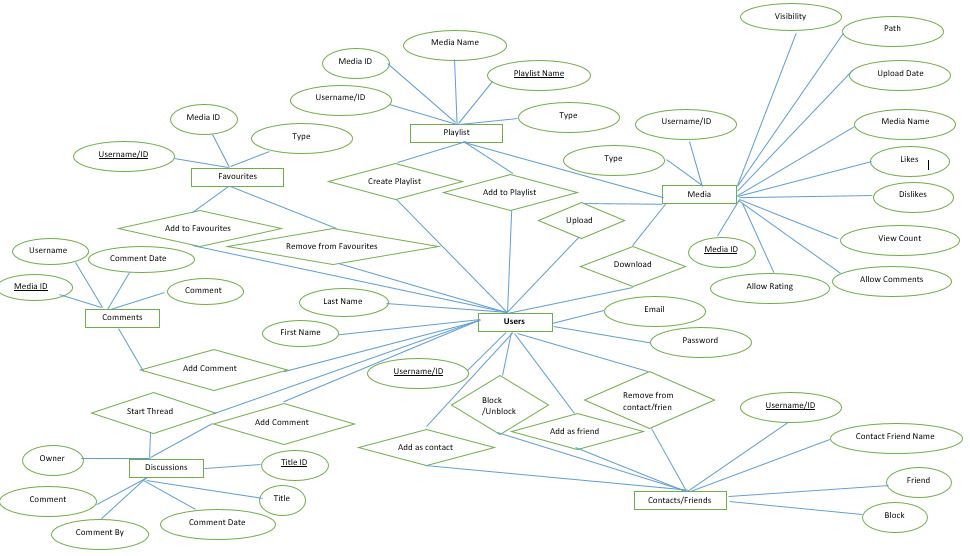 Visibility
Path
Media Name
Media ID
Playlist Name
Upload Date
Username/ID
Media ID
Type
Username/ID
Media Name
Type
Playlist
Username/ID
Type
Likes
Favourites
Create Playlist
Add to Playlist
Media
Dislikes
Add to Favourites
Upload
Remove from Favourites
View Count
Username
Media ID
Comment Date
Download
Allow Comments
Media ID
Comment
Allow Rating
Last Name
Email
Comments
First Name
Users
Password
Add Comment
Username/ID
Start Thread
Add Comment
Block
/Unblock
Remove from
contact/frien
Username/ID
Add as contact
Add as friend
Contact Friend Name
Owner
Discussions
Title ID
Comment
Title
Contacts/Friends
Friend
Comment By
Comment Date
Block